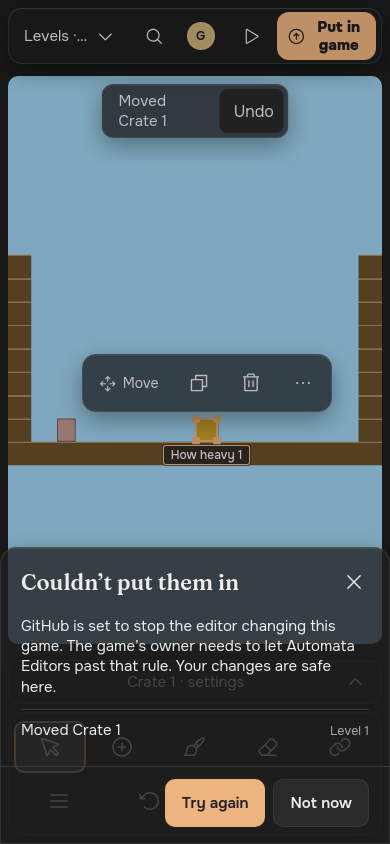 Levels ·...
G
Put in
game
Moved
Crate 1
Undo
Move
How heavy 1
Couldn’t put them in
GitHub is set to stop the editor changing this
game. The game’s owner needs to let Automata
Editors past that rule. Your changes are safe
here.
Crate 1 · settings
Moved Crate 1
Level 1
Try again
Not now